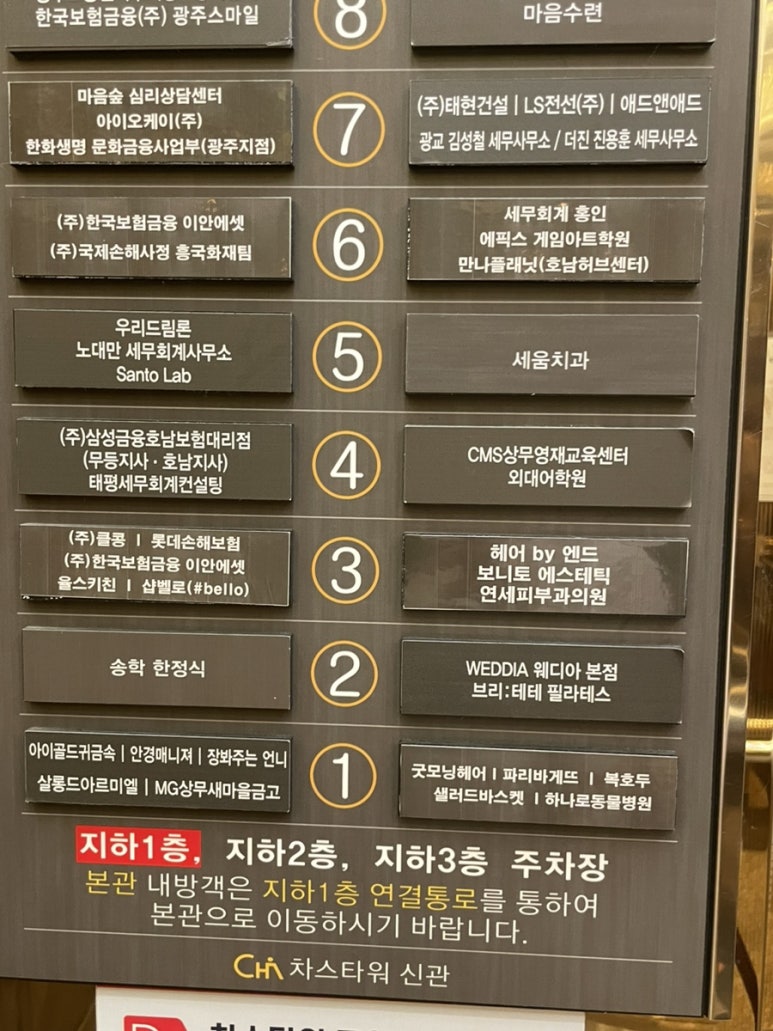 한국보험금융(주) 광주스마일
8
마음수련
마음숲 심리상담센터
아이오케이(주)
한화생명 문화금융사업부(광주지점)
7
(주)태현건설 | LS전선(주) | 애드앤애드
광교 김성철 세무사무소 / 더진 진용훈 세무사무소
(주)한국보험금융 이안에셋
(주)국제손해사정 흥국화재팀
6
세무회계 홍인
에픽스 게임아트학원
만나플래닛(호남허브센터)
우리드림론
노대만 세무회계사무소
Santo Lab
5
세움치과
(주)삼성금융호남보험대리점
(무등지사 · 호남지사)
태평세무회계컨설팅
4
CMS상무영재교육센터
외대어학원
(주)클콩 | 롯데손해보험
(주)한국보험금융 이안에셋
율스키친 | 샵벨로(#bello)
3
헤어 by 엔드
보니토 에스테틱
연세피부과의원
송학 한정식
2
WEDDIA 웨디아 본점
브리:테테 필라테스
아이골드귀금속 | 안경매니져 | 장봐주는 언니
살롱드아르미엘 | MG상무새마을금고
1
굿모닝헤어 | 파리바게뜨 | 복호두
샐러드바스켓 | 하나로동물병원
지하1층, 지하2층, 지하3층 주차장
본관 내방객은 지하1층 연결통로를 통하여
본관으로 이동하시기 바랍니다.
CHA 차스타워 신관